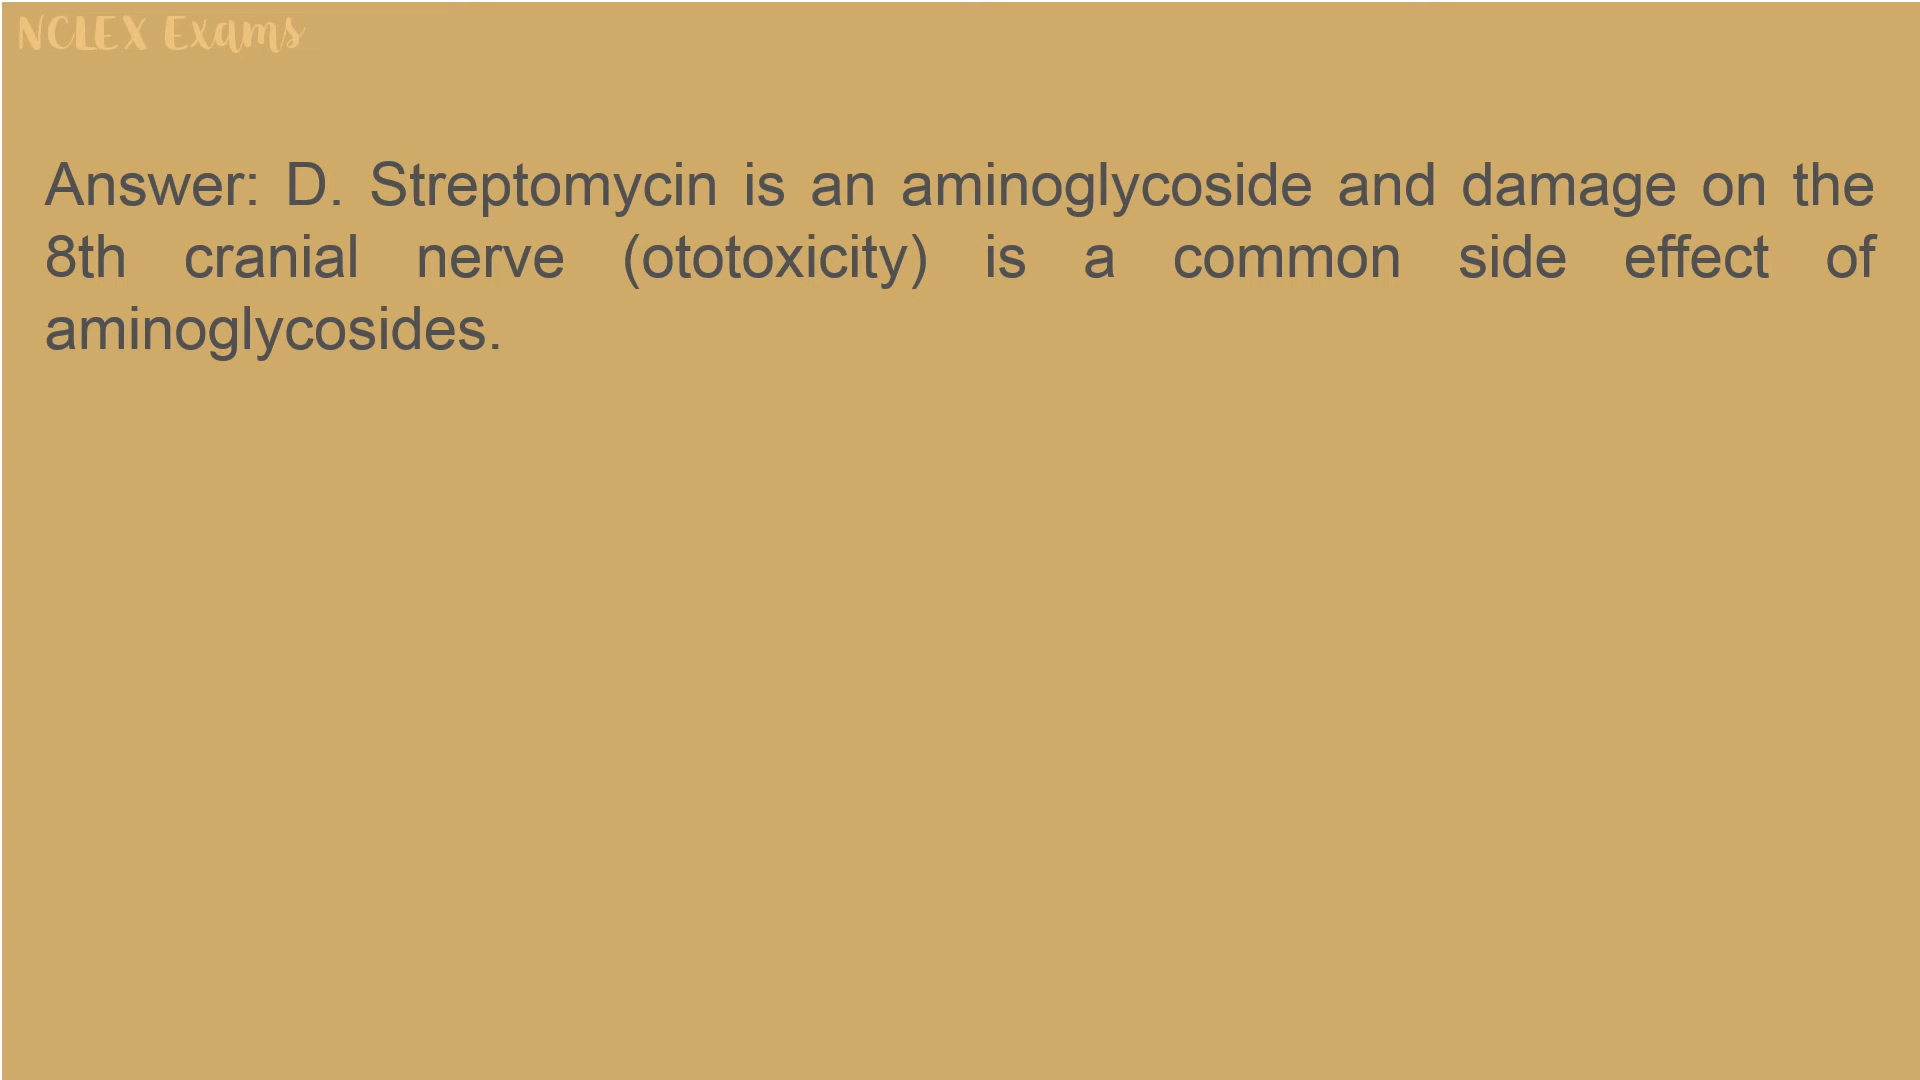 NCLEX Exams
Answer: D. Streptomycin is an aminoglycoside and damage on the
8th cranial nerve (ototoxicity) is a common side effect of
aminoglycosides.